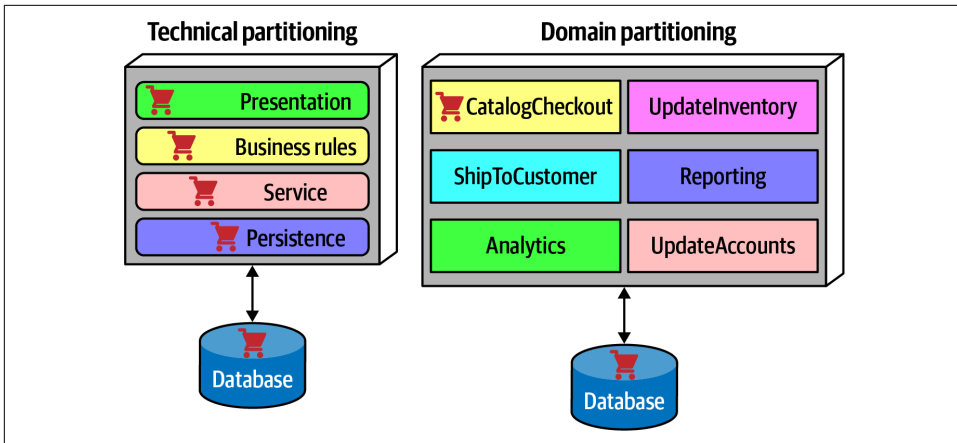 Technical partitioning
Presentation
Business rules
Service
Persistence
Database
Domain partitioning
CatalogCheckout
UpdateInventory
ShipToCustomer
Reporting
Analytics
UpdateAccounts
Database